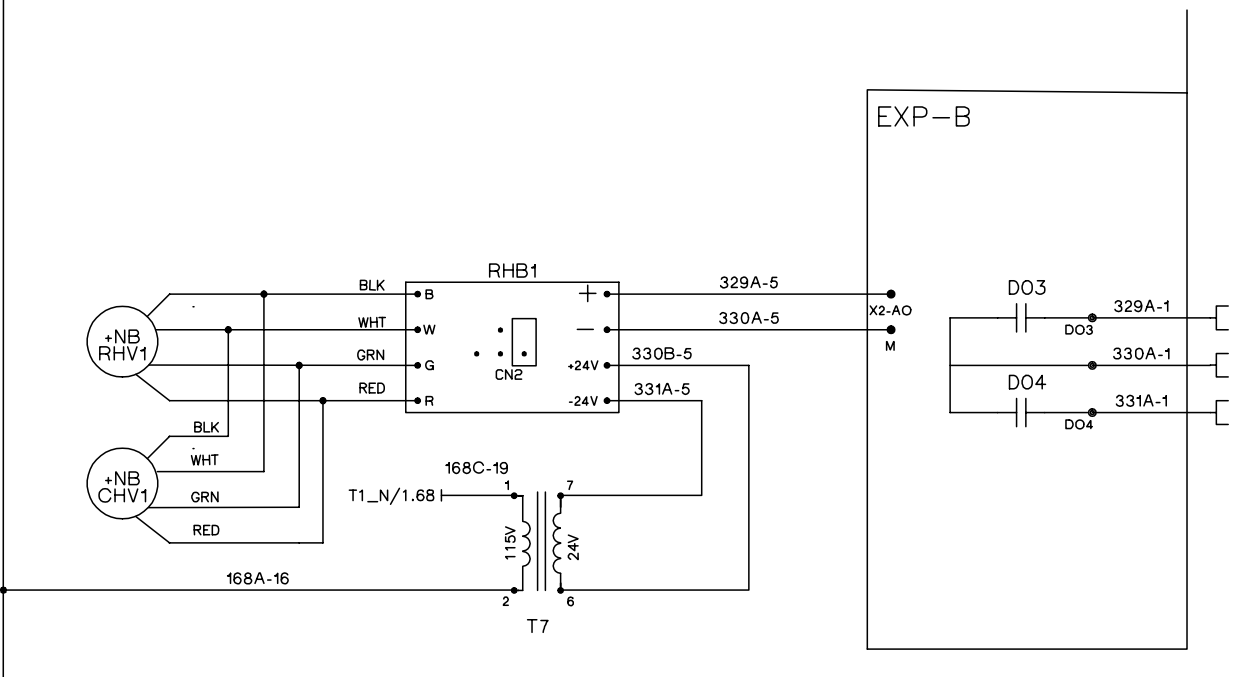 EXP-B
RHB1
BLK
B
+
329A-5
X2-AO
WHT
W
–
330A-5
M
+NB
RHV1
GRN
G
CN2
+24V
330B-5
RED
R
-24V
331A-5
DO3
329A-1
DO3
330A-1
DO4
331A-1
DO4
BLK
WHT
+NB
CHV1
GRN
RED
168C-19
T1_N/1.68
1
7
115V
24V
168A-16
2
6
T7